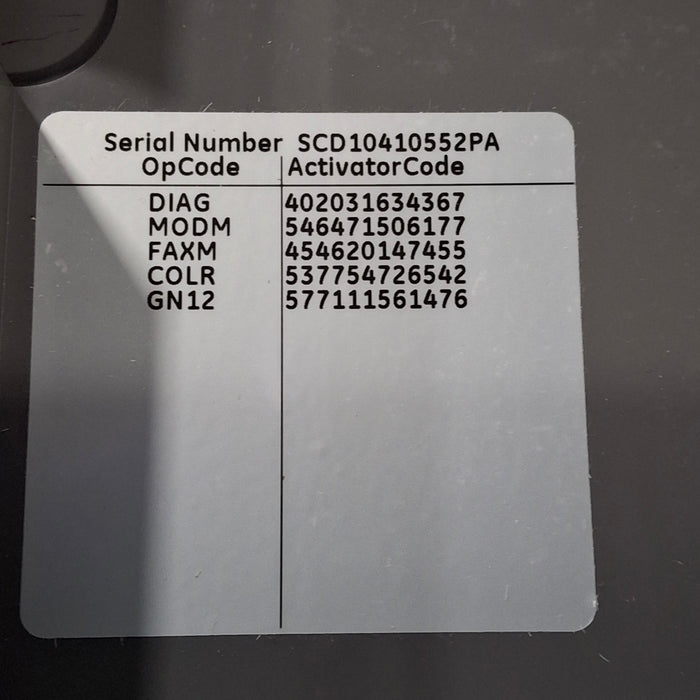 Serial Number SCD10410552PA
OpCode ActivatorCode
DIAG 402031634367
MODM 546471506177
FAXM 454620147455
COLR 537754726542
GN12 577111561476